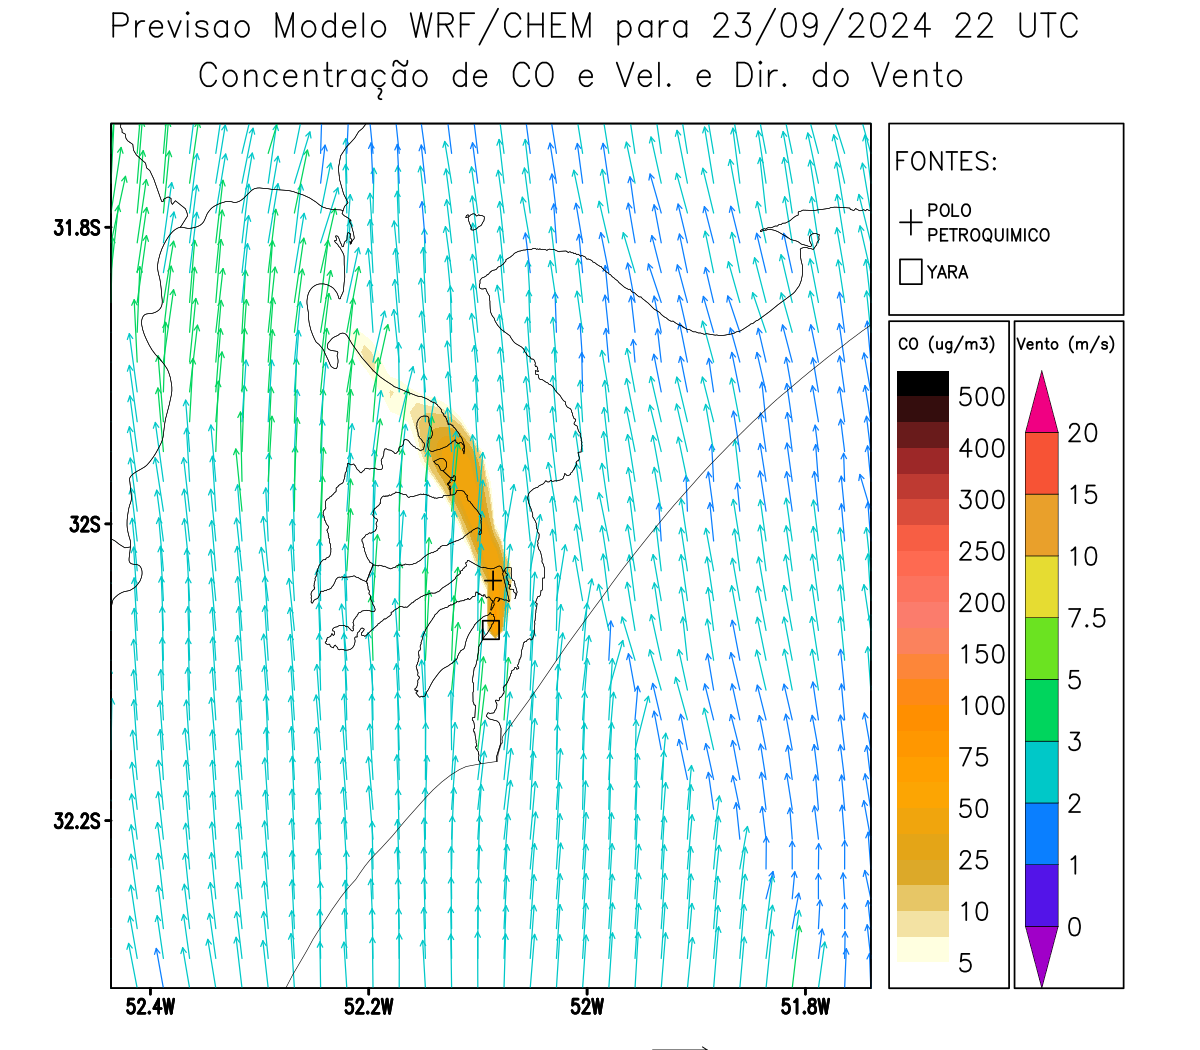 Previsao Modelo WRF/CHEM para 23/09/2024 22 UTC
Concentração de CO e Vel. e Dir. do Vento
FONTES:
POLO
PETROQUIMICO
YARA
CO (ug/m3)
500
400
300
250
200
150
100
75
50
25
10
5
Vento (m/s)
20
15
10
7.5
5
3
2
1
0
31.8S
32S
32.2S
52.4W
52.2W
52W
51.8W